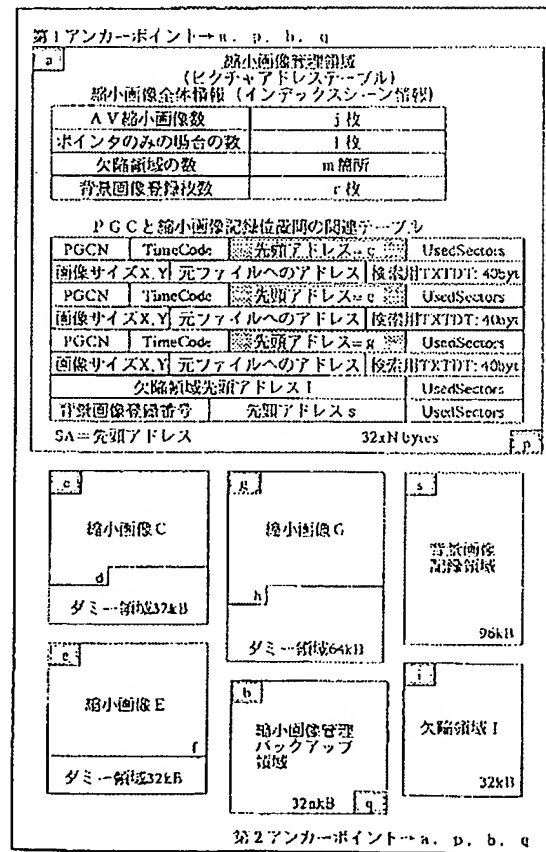 第1アンカーポイント→a, p, b, q
a
縮小画像管理領域
(ピクチャアドレステーブル)
縮小画像全体情報 (インデックスシーン情報)
AV縮小画像数 j枚
ポインタのみの場合の数 l枚
欠陥領域の数 m箇所
背景画像登録枚数 r枚
PGCと縮小画像記録位置間の関連テーブル
PGCN TimeCode 先頭アドレス=c UsedSectors
画像サイズX,Y 元ファイルへのアドレス 検索用TXTDT: 40byt
PGCN TimeCode 先頭アドレス=e UsedSectors
画像サイズX,Y 元ファイルへのアドレス 検索用TXTDT: 40byt
PGCN TimeCode 先頭アドレス=g UsedSectors
画像サイズX,Y 元ファイルへのアドレス 検索用TXTDT: 40byt
欠陥領域先頭アドレスI UsedSectors
背景画像登録番号 先頭アドレスs UsedSectors
SA=先頭アドレス 32xN bytes p
c
縮小画像C
d
ダミー領域32kB
g
縮小画像G
h
ダミー領域64kB
s
背景画像
記録領域
96kB
e
縮小画像E
f
ダミー領域32kB
b
縮小画像管理
バックアップ
領域
32nkB q
i
欠陥領域I
32kB
第2アンカーポイント→a, p, b, q